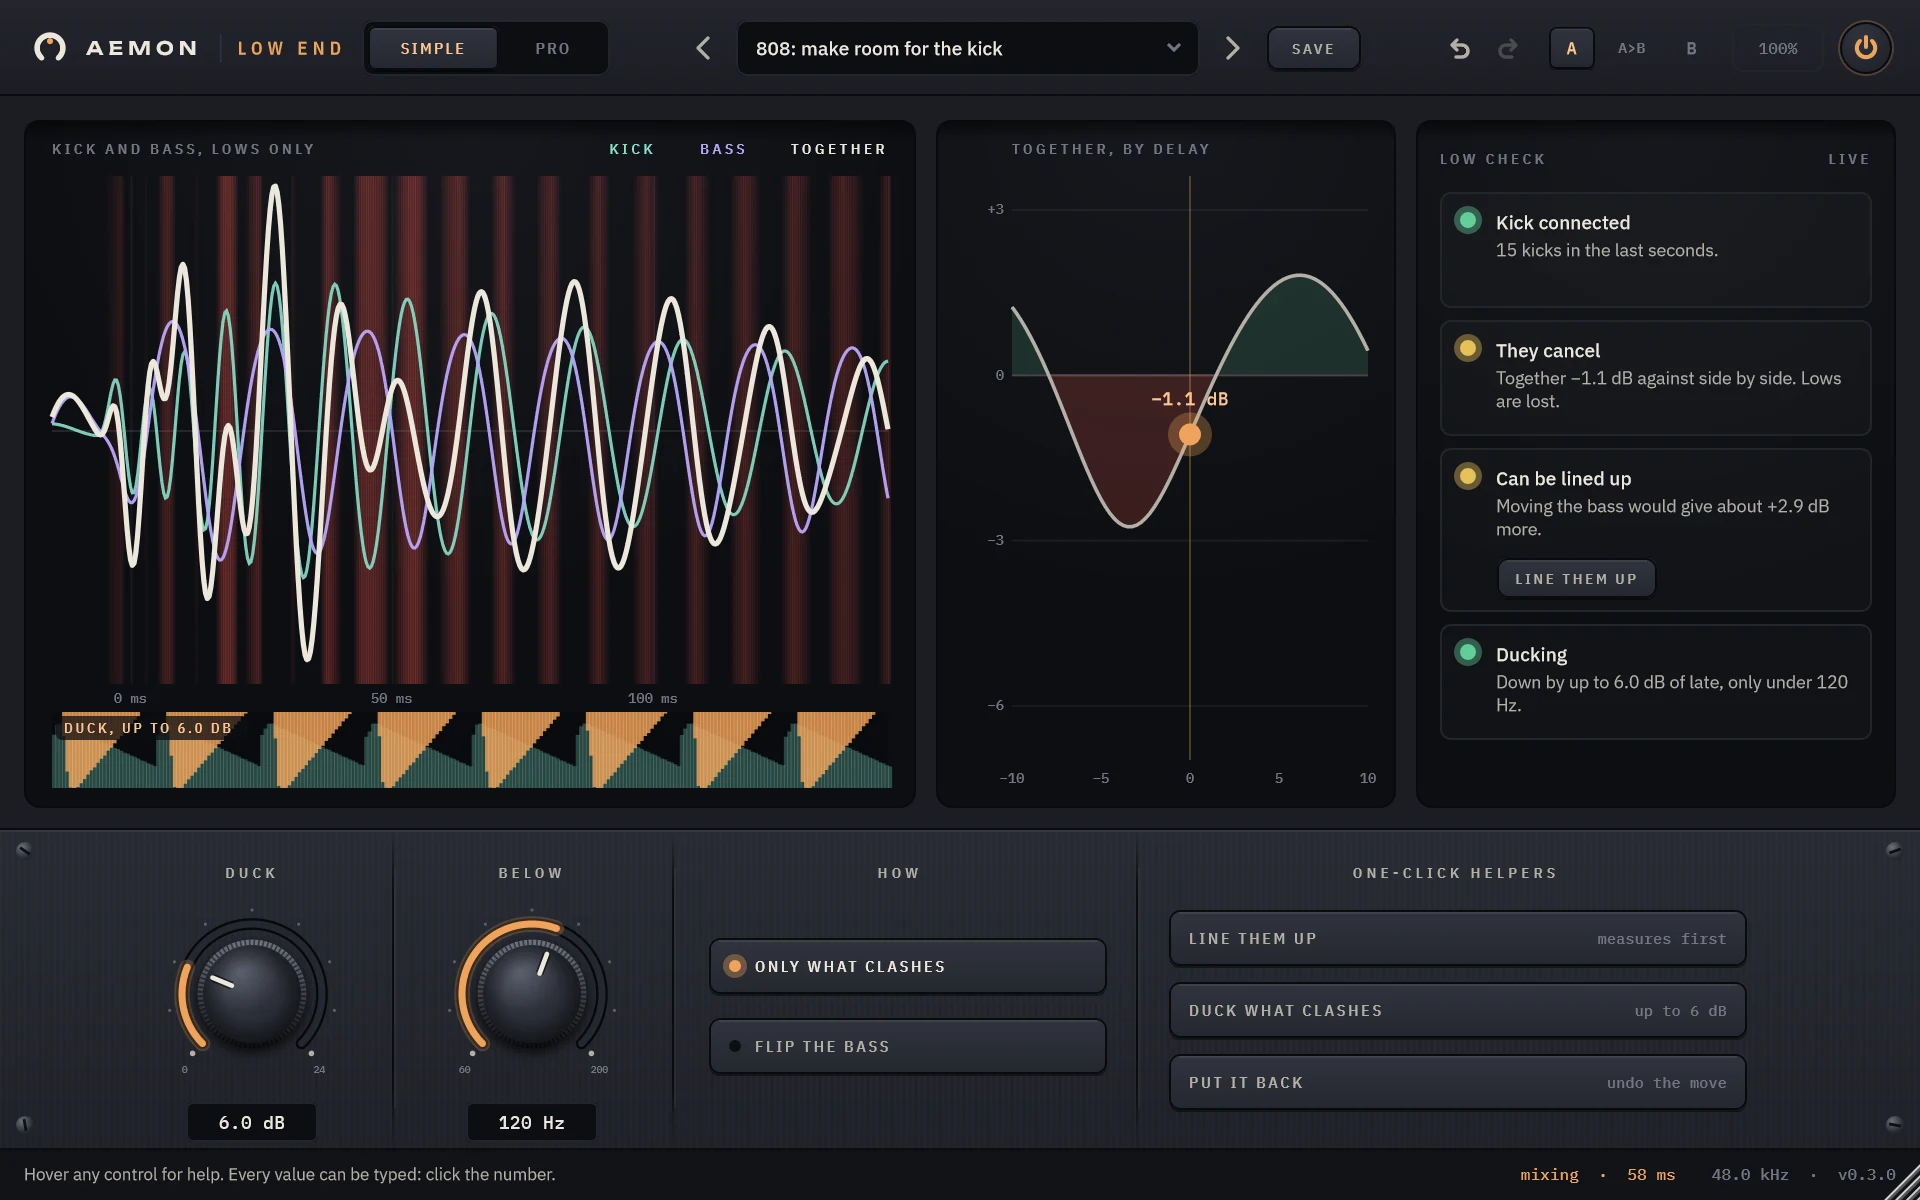 AEMON
LOW END
SIMPLE
PRO
808: make room for the kick
SAVE
A
A>B
B
100%
KICK AND BASS, LOWS ONLY
KICK
BASS
TOGETHER
0 ms
50 ms
100 ms
DUCK, UP TO 6.0 DB
TOGETHER, BY DELAY
+3
0
−1.1 dB
−3
−6
−10
−5
0
5
10
LOW CHECK
LIVE
Kick connected
15 kicks in the last seconds.
They cancel
Together −1.1 dB against side by side. Lows
are lost.
Can be lined up
Moving the bass would give about +2.9 dB
more.
LINE THEM UP
Ducking
Down by up to 6.0 dB of late, only under 120
Hz.
DUCK
0
24
6.0 dB
BELOW
60
200
120 Hz
HOW
ONLY WHAT CLASHES
FLIP THE BASS
ONE-CLICK HELPERS
LINE THEM UP
measures first
DUCK WHAT CLASHES
up to 6 dB
PUT IT BACK
undo the move
Hover any control for help. Every value can be typed: click the number.
mixing · 58 ms
48.0 kHz · v0.3.0